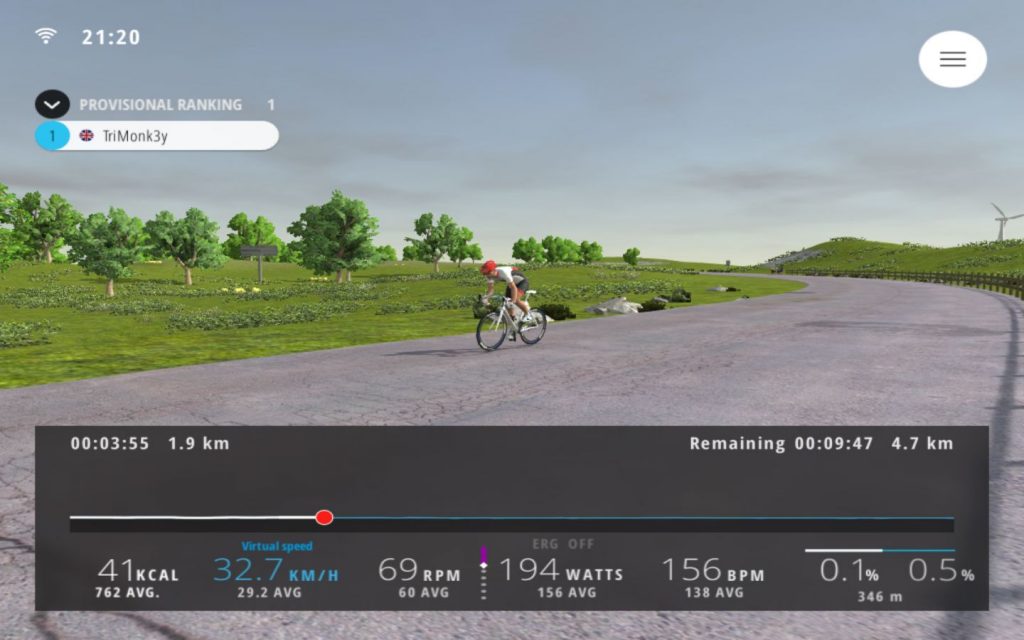 21:20
PROVISIONAL RANKING 1
1 TriMonk3y
00:03:55 1.9 km
Remaining 00:09:47 4.7 km
ERG OFF
Virtual speed
41 KCAL 32.7 KM/H 69 RPM 194 WATTS 156 BPM 0.1% 0.5%
762 AVG. 29.2 AVG 60 AVG 156 AVG 138 AVG 346 m